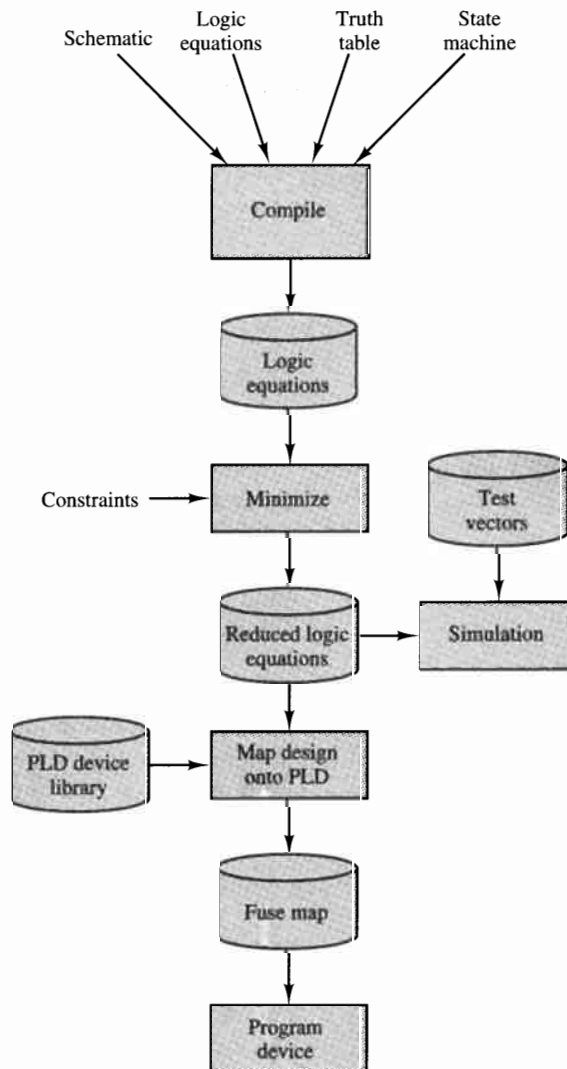 Schematic
Logic
equations
Truth
table
State
machine
Compile
Logic
equations
Constraints
Minimize
Test
vectors
Reduced logic
equations
Simulation
PLD device
library
Map design
onto PLD
Fuse map
Program
device